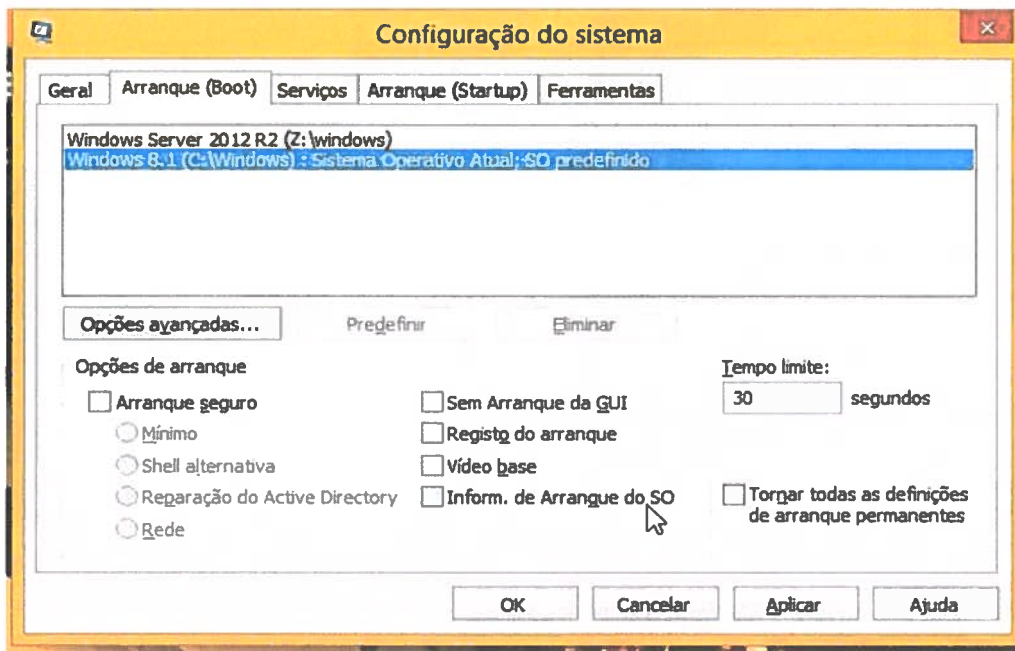 Configuração do sistema
Geral Arranque (Boot) Serviços Arranque (Startup) Ferramentas
Windows Server 2012 R2 (Z:\windows)
Windows 8.1 (C:\Windows) : Sistema Operativo Atual; SO predefinido
Opções avançadas... Predefinir Eliminar
Opções de arranque
Tempo limite:
Arranque seguro
Sem Arranque da GUI
30 segundos
Mínimo
Registo do arranque
Shell alternativa
Vídeo base
Reparação do Active Directory
Inform. de Arranque do SO
Tornar todas as definições
de arranque permanentes
Rede
OK Cancelar Aplicar Ajuda